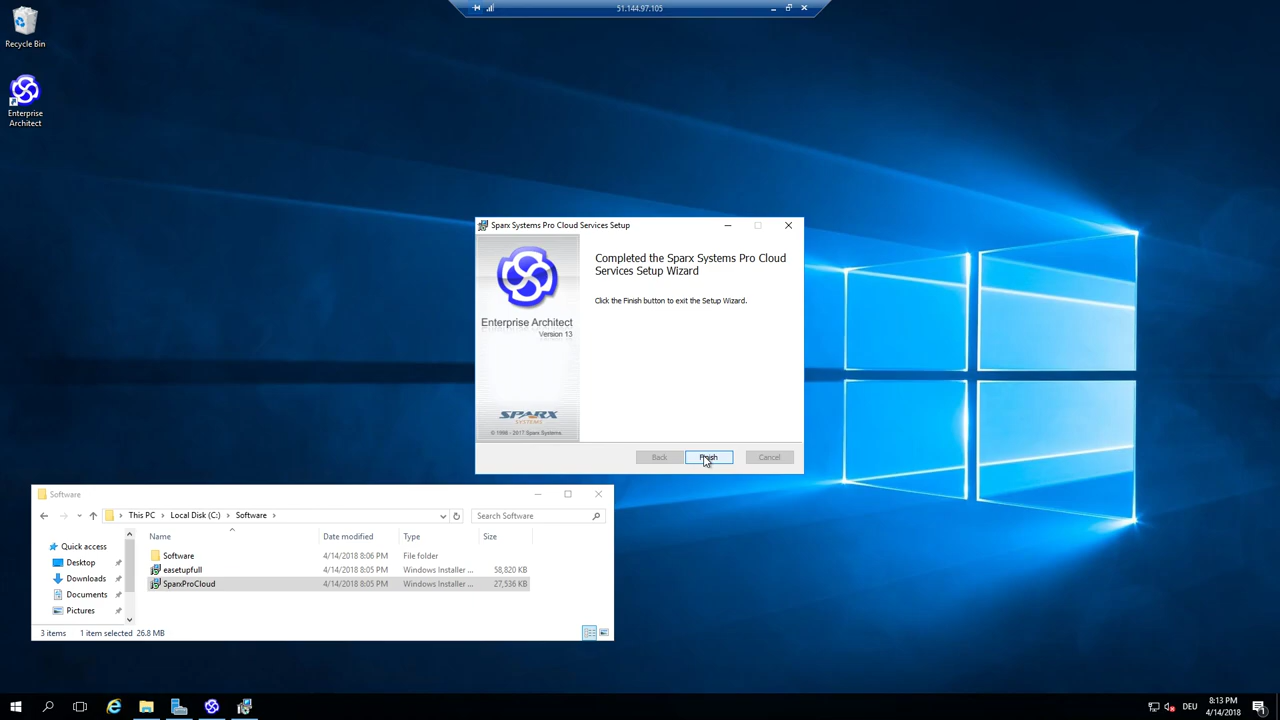 51.144.97.105
Recycle Bin
Enterprise
Architect
Sparx Systems Pro Cloud Services Setup
Completed the Sparx Systems Pro Cloud
Services Setup Wizard
Click the Finish button to exit the Setup Wizard.
Enterprise Architect
Version 13
SPARX
SYSTEMS
© 1998 - 2017 Sparx Systems
Back
Finish
Cancel
Software
This PC
Local Disk (C:)
Software
Search Software
Name
Date modified
Type
Size
Quick access
Desktop
Downloads
Documents
Pictures
Software
4/14/2018 8:06 PM
File folder
easetupfull
4/14/2018 8:05 PM
Windows Installer ...
58,820 KB
SparxProCloud
4/14/2018 8:05 PM
Windows Installer ...
27,536 KB
3 items
1 item selected 26.8 MB
DEU
8:13 PM
4/14/2018
1